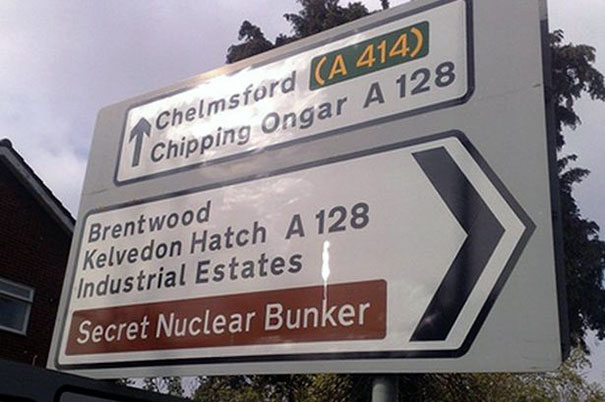 Chelmsford (A 414)
Chipping Ongar A 128
Brentwood
Kelvedon Hatch A 128
Industrial Estates
Secret Nuclear Bunker